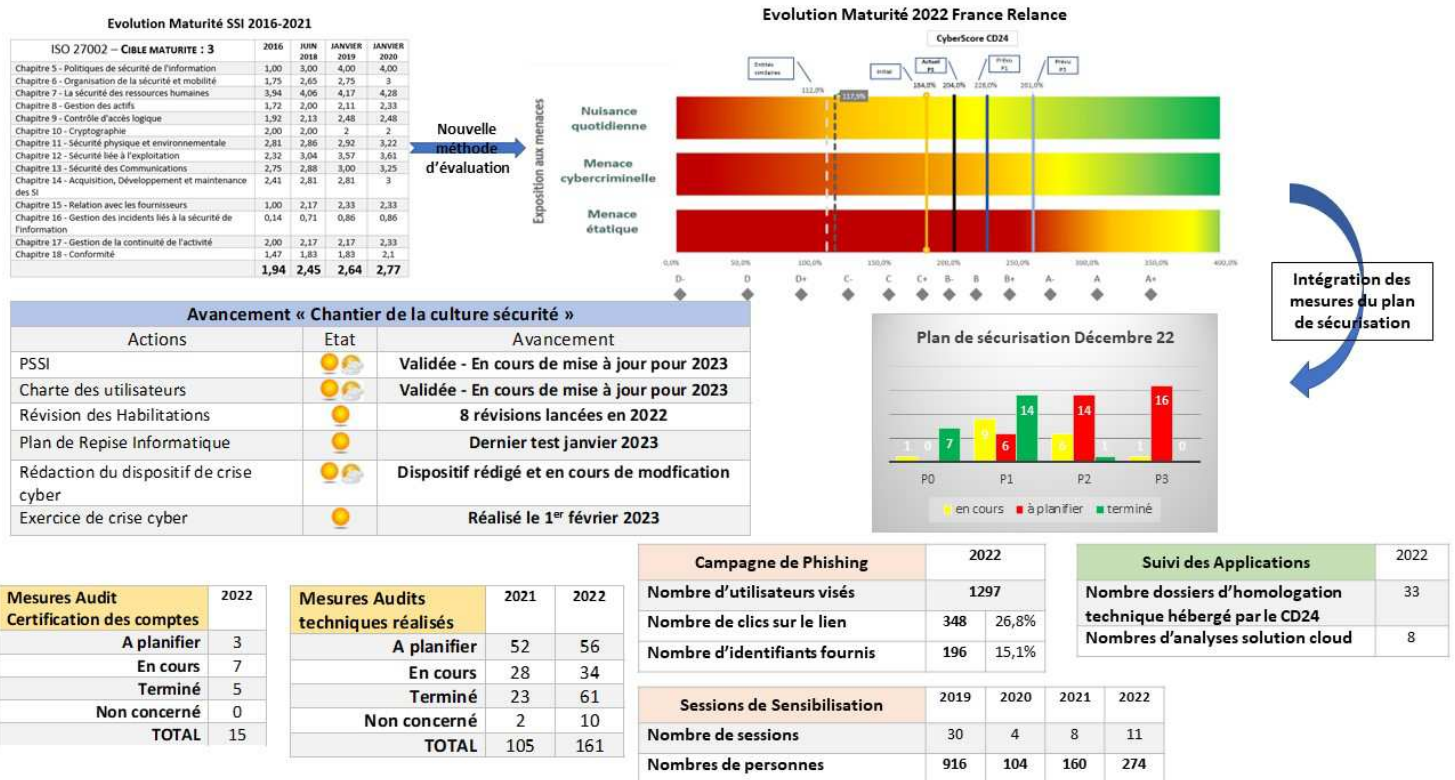 Evolution Maturité SSI 2016-2021
ISO 27002 – CIBLE MATURITE : 3 2016 JUIN 2018 JANVIER 2019 JANVIER 2020
Chapitre 5 - Politiques de sécurité de l'information 1,00 3,00 4,00 4,00
Chapitre 6 - Organisation de la sécurité et mobilité 1,75 2,65 2,75 3
Chapitre 7 - La sécurité des ressources humaines 3,94 4,06 4,17 4,28
Chapitre 8 - Gestion des actifs 1,72 2,00 2,11 2,33
Chapitre 9 - Contrôle d'accès logique 1,92 2,13 2,48 2,48
Chapitre 10 - Cryptographie 2,00 2,00 2 2
Chapitre 11 - Sécurité physique et environnementale 2,81 2,86 2,92 3,22
Chapitre 12 - Sécurité liée à l'exploitation 2,32 3,04 3,57 3,61
Chapitre 13 - Sécurité des Communications 2,75 2,88 3,00 3,25
Chapitre 14 - Acquisition, Développement et maintenance 2,41 2,81 2,81 3
des SI
Chapitre 15 - Relation avec les fournisseurs 1,00 2,17 2,33 2,33
Chapitre 16 - Gestion des incidents liés à la sécurité de 0,14 0,71 0,86 0,86
l'information
Chapitre 17 - Gestion de la continuité de l'activité 2,00 2,17 2,17 2,33
Chapitre 18 - Conformité 1,47 1,83 1,83 2,1
1,94 2,45 2,64 2,77
Nouvelle
méthode
d'évaluation
Evolution Maturité 2022 France Relance
CyberScore CD24
Entités
similaires
Initial
Actuel
P1
Prévu
P3
112,0% 117,9% 184,0% 204,0% 228,0% 261,0%
Exposition aux menaces
Nuisance
quotidienne
Menace
cybercriminelle
Menace
étatique
0,0% 50,0% 100,0% 150,0% 200,0% 250,0% 300,0% 350,0% 400,0%
D- D D+ C- C C+ B- B B+ A- A A+
Intégration des
mesures du plan
de sécurisation
Avancement « Chantier de la culture sécurité »
Actions Etat Avancement
PSSI Validée - En cours de mise à jour pour 2023
Charte des utilisateurs Validée - En cours de mise à jour pour 2023
Révision des Habilitations 8 révisions lancées en 2022
Plan de Repise Informatique Dernier test janvier 2023
Rédaction du dispositif de crise Dispositif rédigé et en cours de modfication
cyber
Exercice de crise cyber Réalisé le 1er février 2023
Plan de sécurisation Décembre 22
1 0 7 9 6 14 6 14 1 1 16 0
P0 P1 P2 P3
en cours à planifier terminé
Mesures Audit 2022
Certification des comptes
A planifier 3
En cours 7
Terminé 5
Non concerné 0
TOTAL 15
Mesures Audits 2021 2022
techniques réalisés
A planifier 52 56
En cours 28 34
Terminé 23 61
Non concerné 2 10
TOTAL 105 161
Campagne de Phishing 2022
Nombre d'utilisateurs visés 1297
Nombre de clics sur le lien 348 26,8%
Nombre d'identifiants fournis 196 15,1%
Suivi des Applications 2022
Nombre dossiers d'homologation 33
technique hébergé par le CD24
Nombres d'analyses solution cloud 8
Sessions de Sensibilisation 2019 2020 2021 2022
Nombre de sessions 30 4 8 11
Nombres de personnes 916 104 160 274